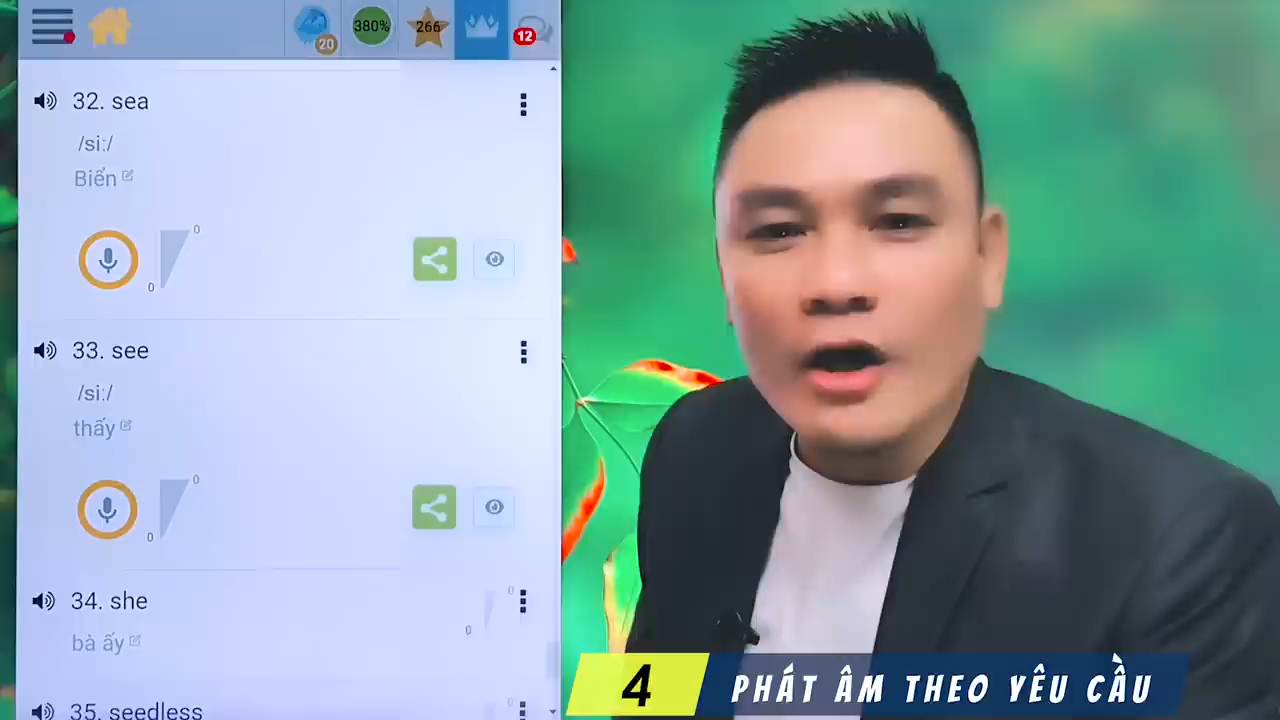 20
380%
266
12
32. sea
/si:/
Biển
0
0
33. see
/si:/
thấy
0
0
34. she
bà ấy
0
0
35. seedless
0
4 PHÁT ÂM THEO YÊU CẦU